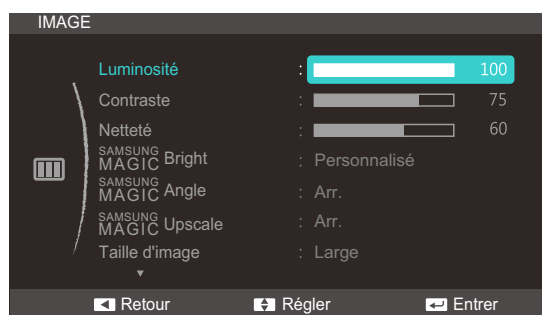 IMAGE
Luminosité : 100
Contraste : 75
Netteté : 60
SAMSUNG MAGIC Bright : Personnalisé
SAMSUNG MAGIC Angle : Arr.
SAMSUNG MAGIC Upscale : Arr.
Taille d'image : Large
Retour Régler Entrer